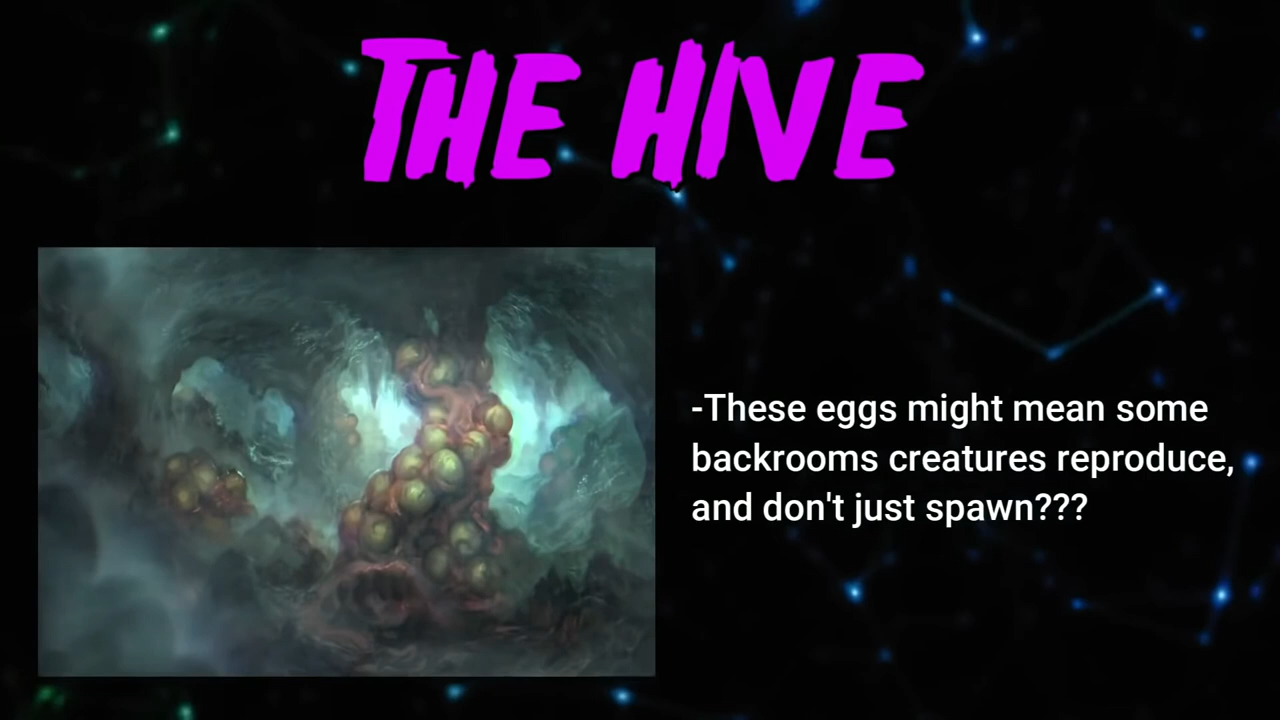 THE HIVE
-These eggs might mean some
backrooms creatures reproduce,
and don't just spawn???